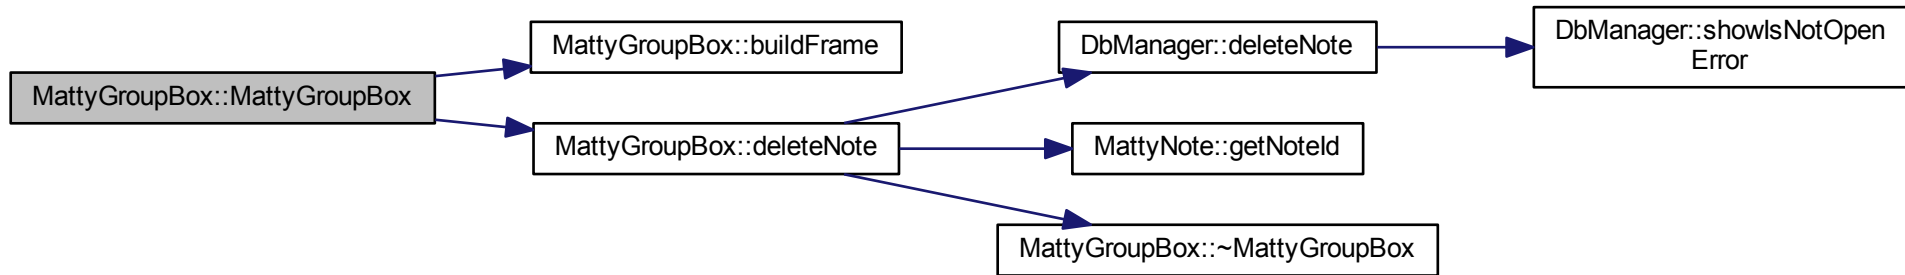 MattyGroupBox::MattyGroupBox
MattyGroupBox::buildFrame
MattyGroupBox::deleteNote
DbManager::deleteNote
MattyNote::getNoteId
MattyGroupBox::~MattyGroupBox
DbManager::showIsNotOpen
Error